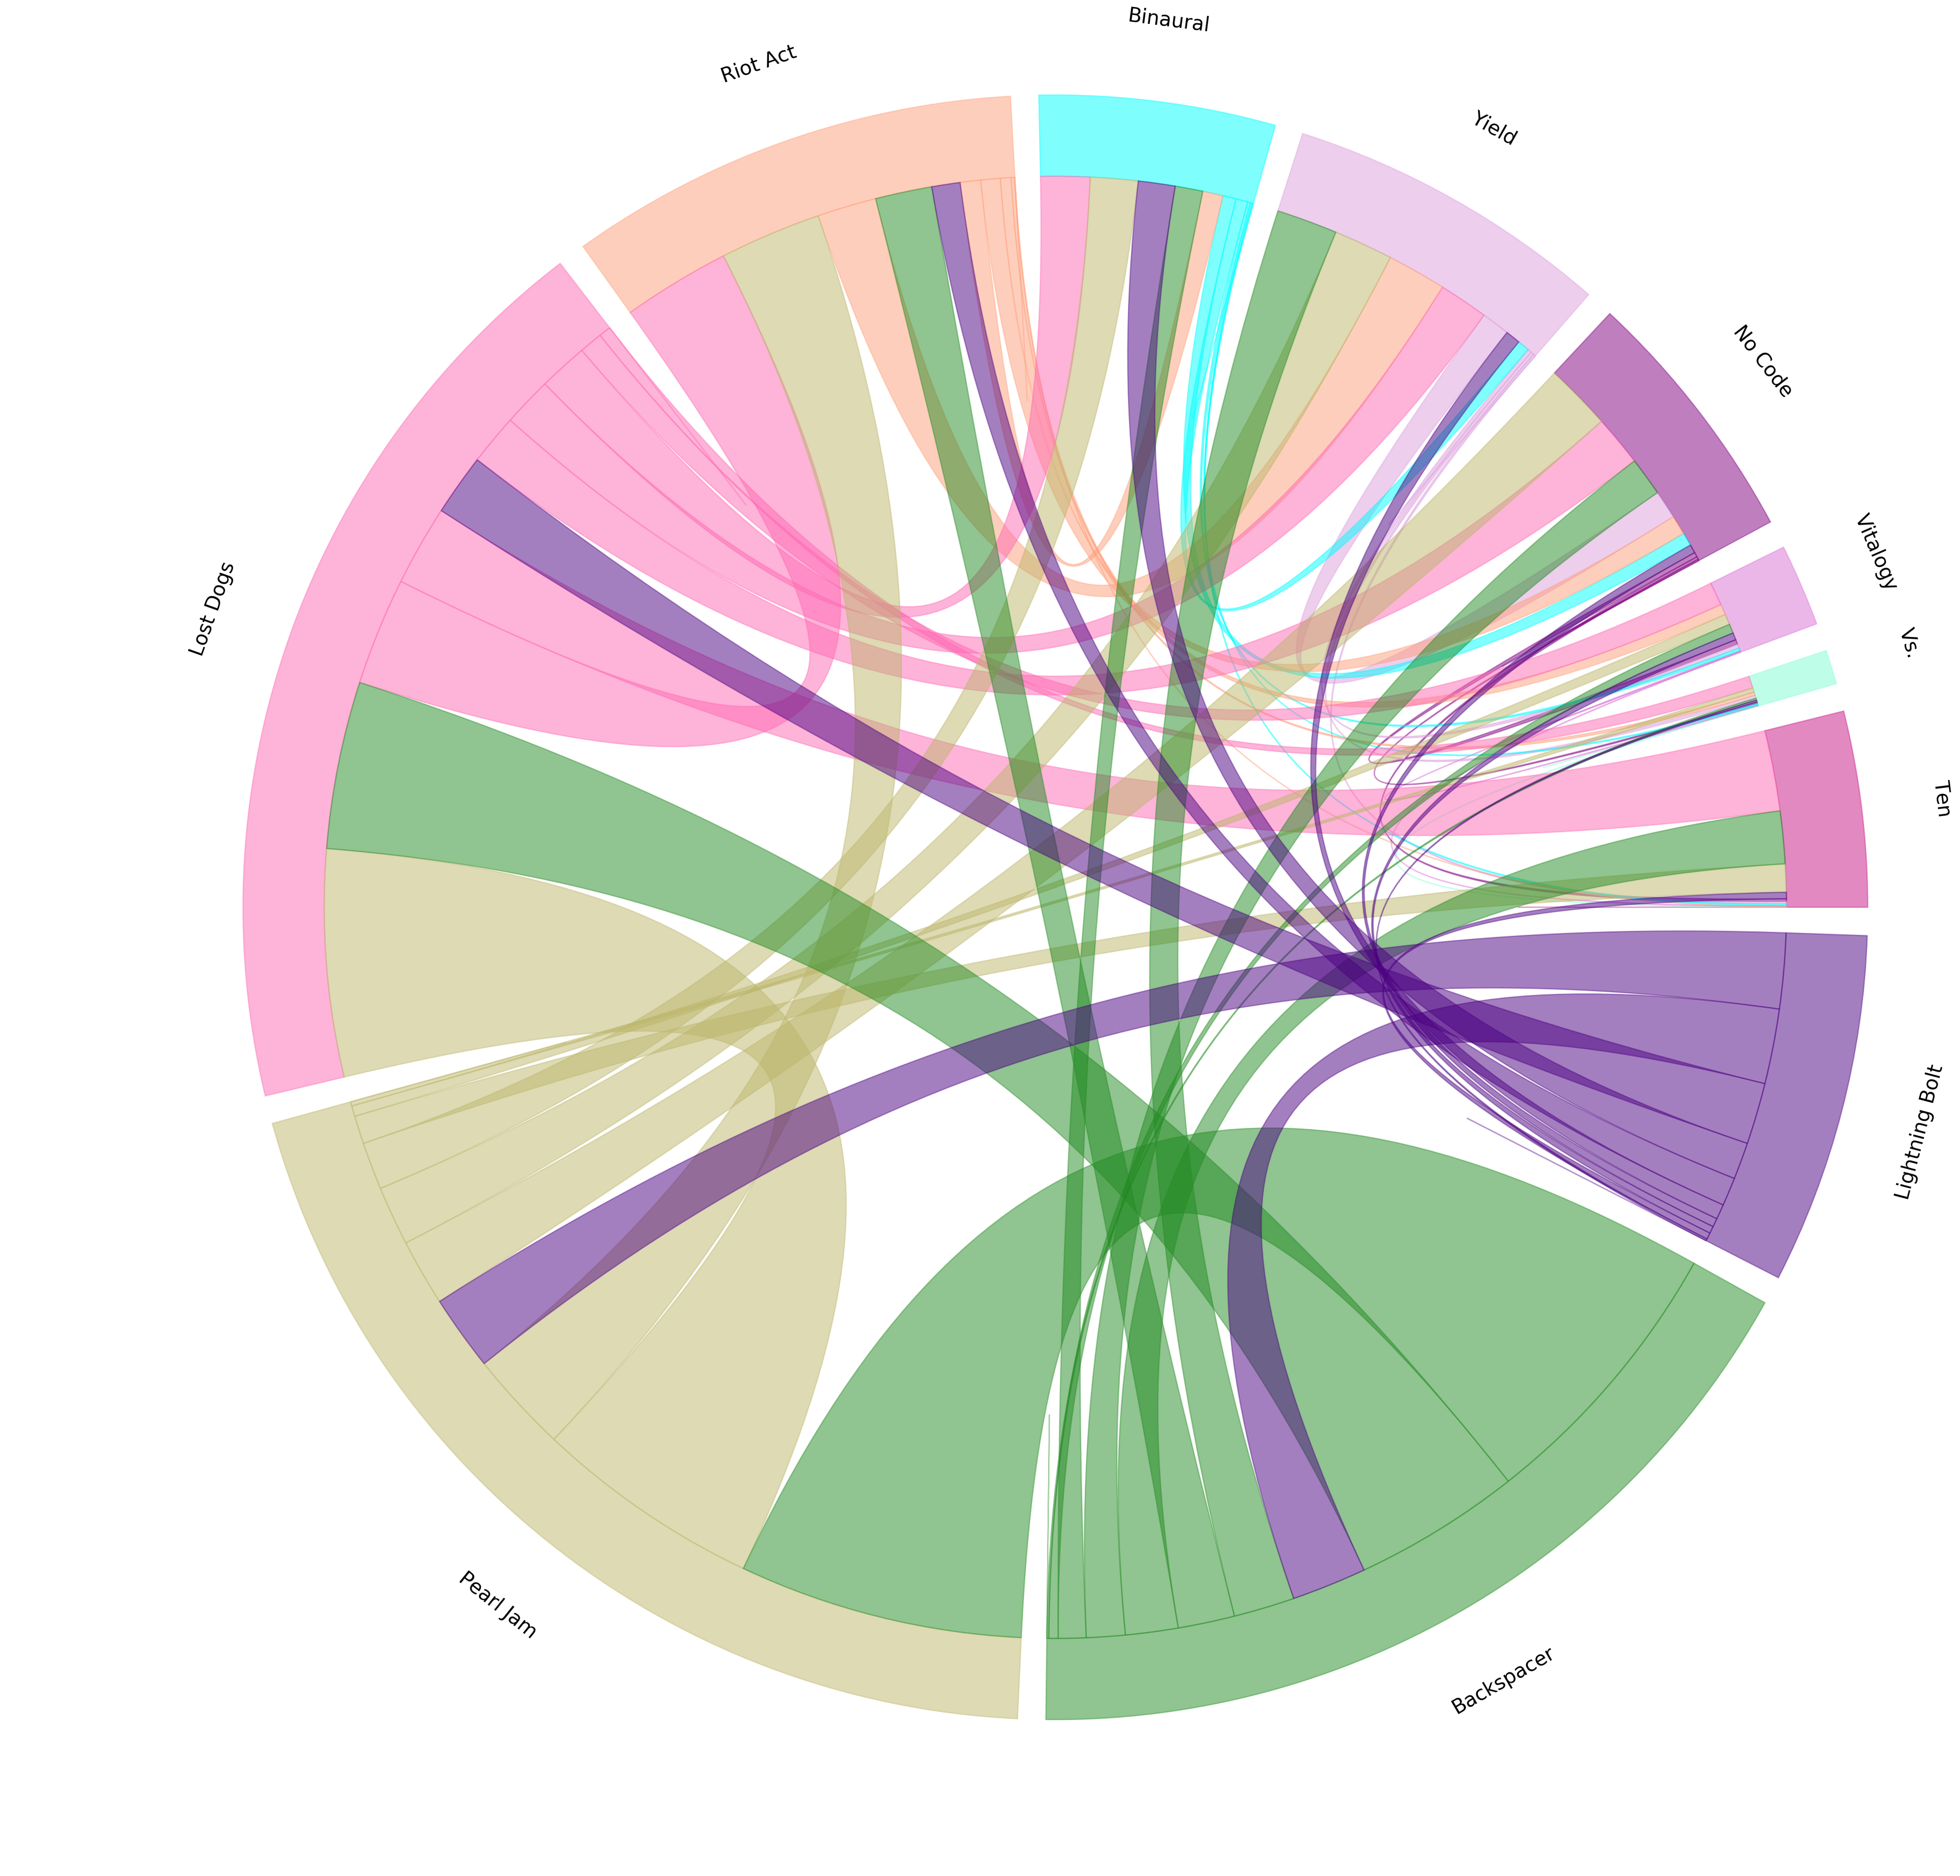 Binaural
Riot Act
Yield
No Code
Vitalogy
Vs.
Lost Dogs
Ten
Lightning Bolt
Pearl Jam
Backspacer